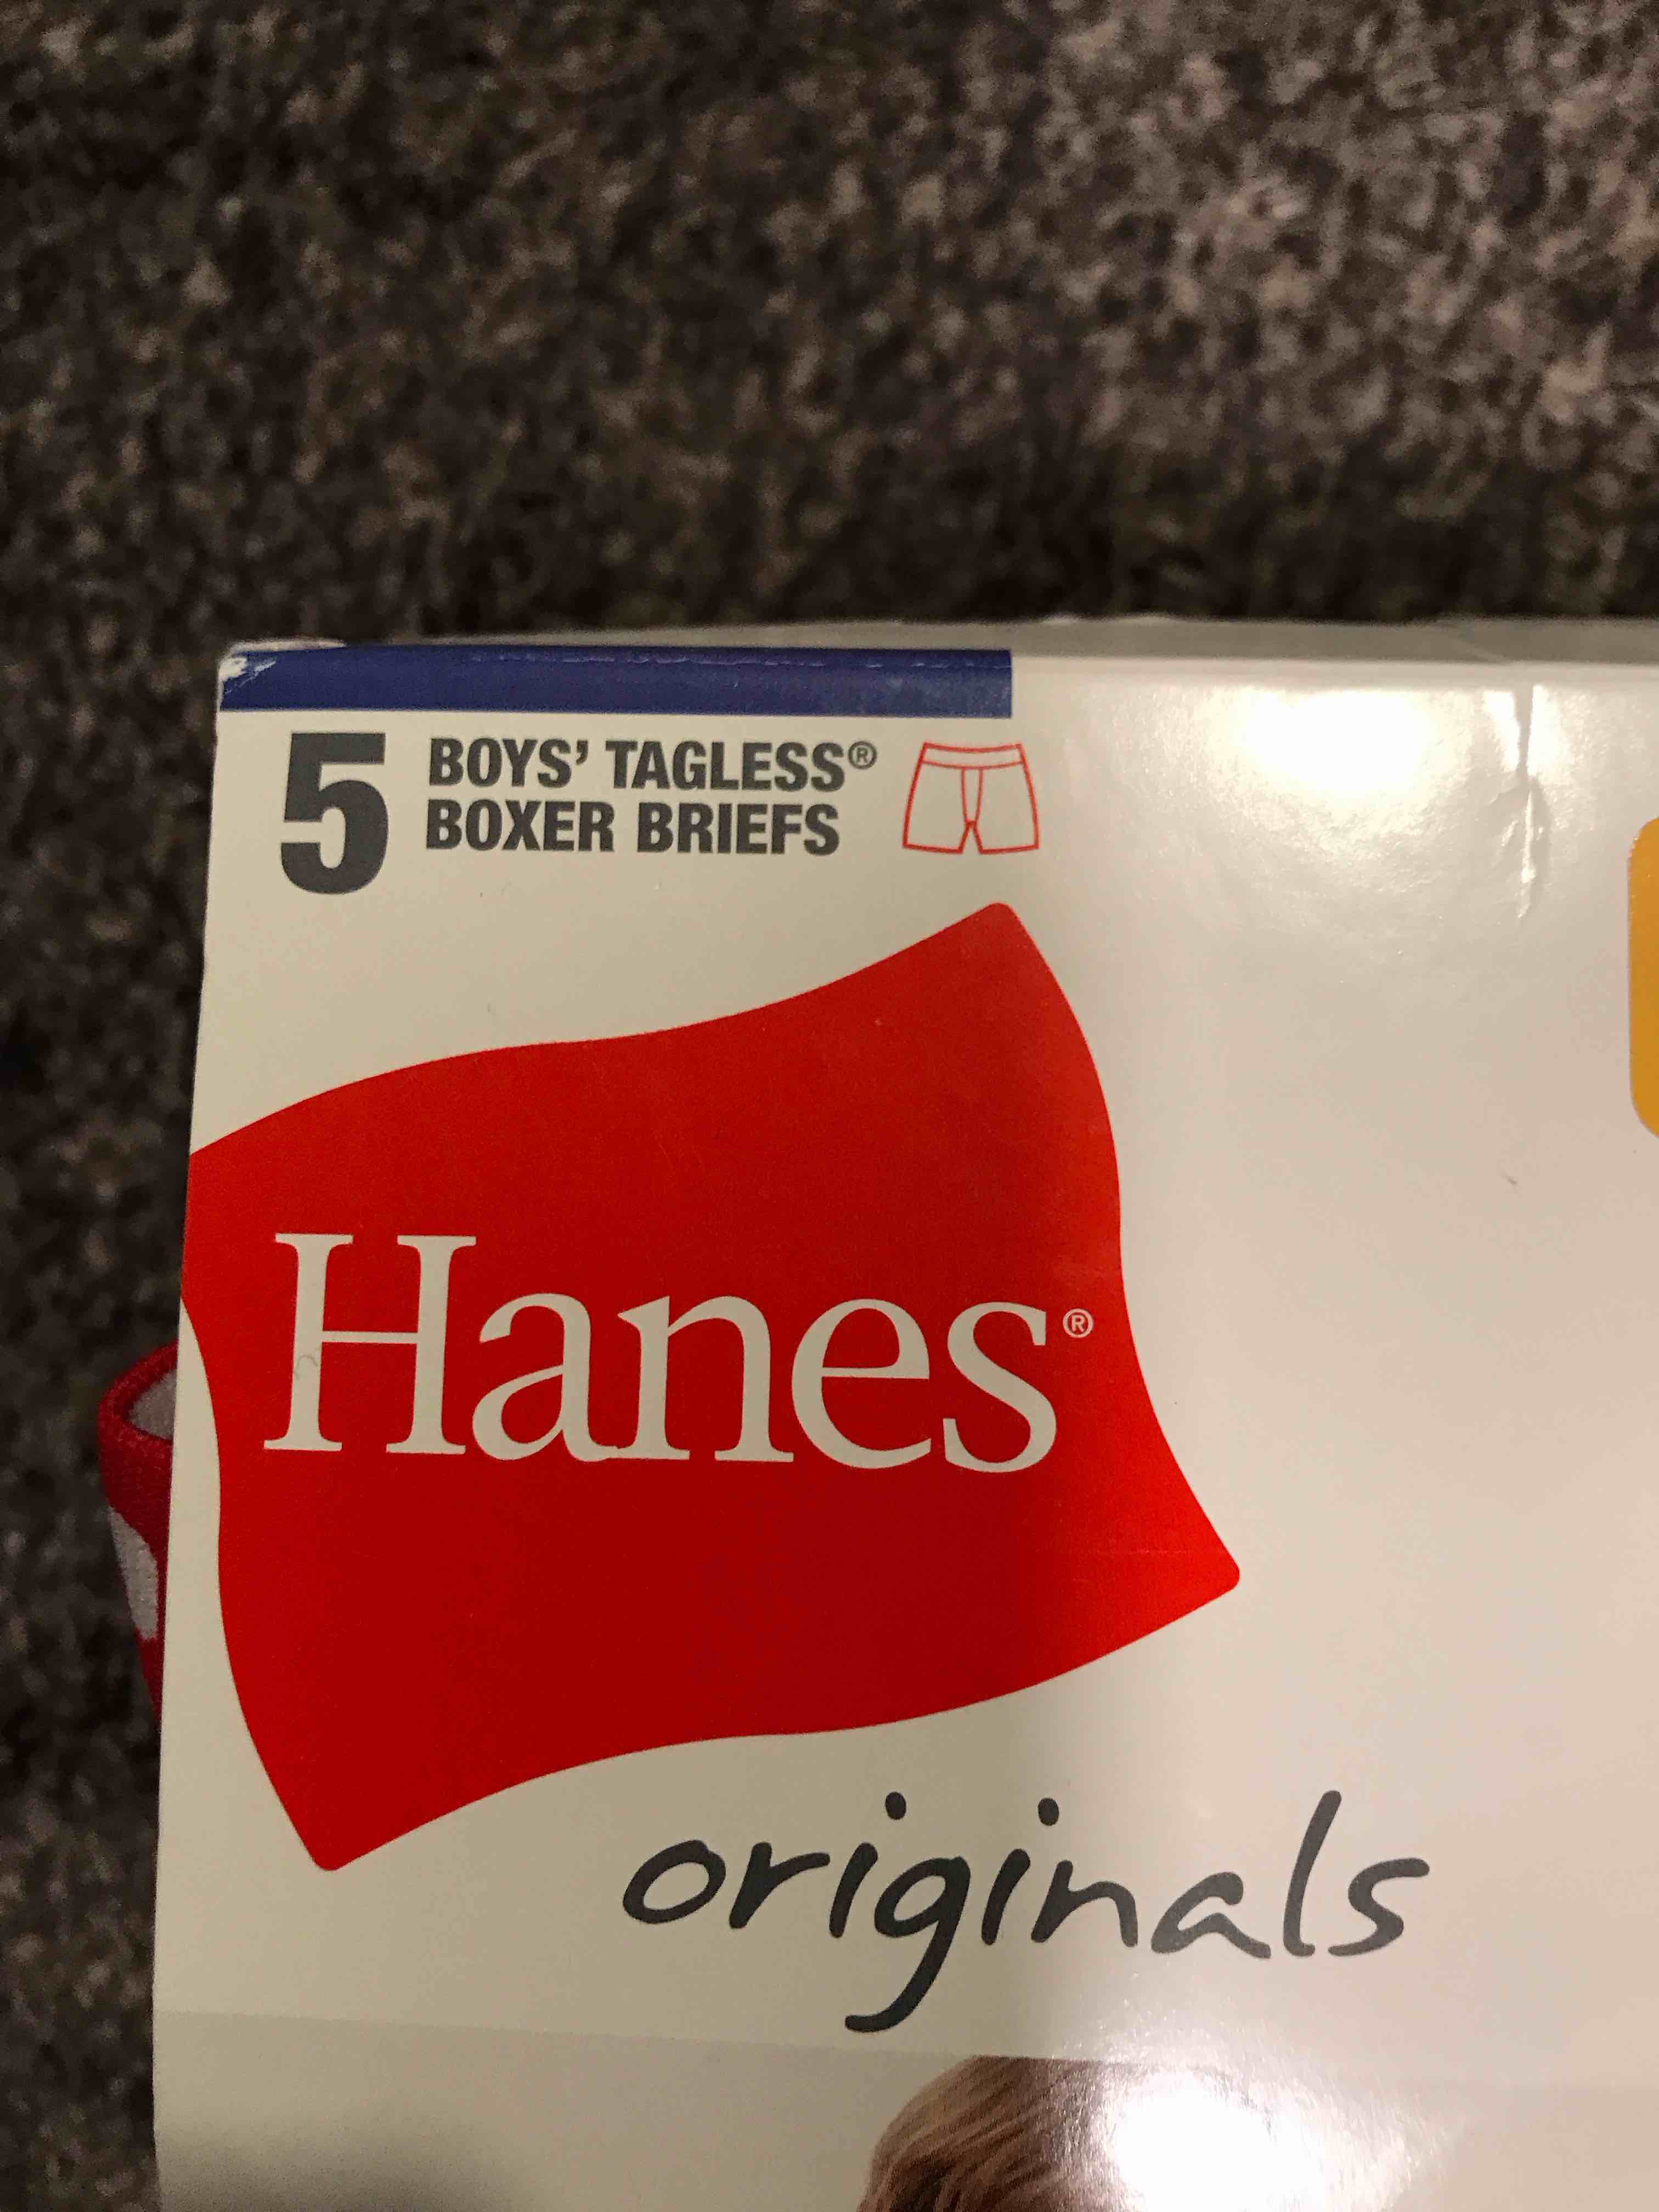 5 BOYS' TAGLESS®
BOXER BRIEFS
Hanes®
originals